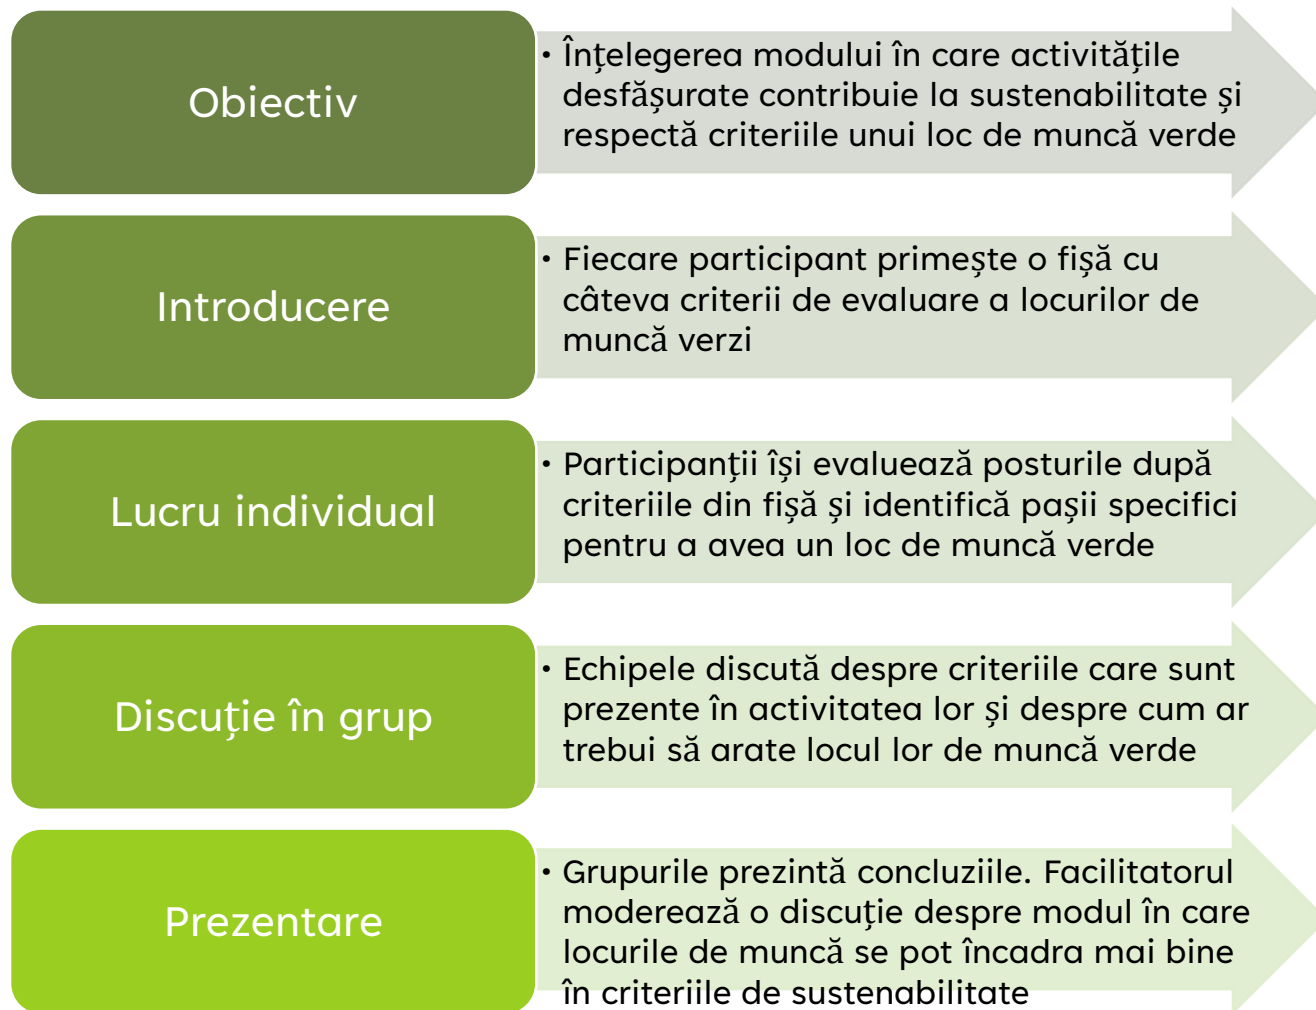 Obiectiv
• Înțelegerea modului în care activitățile
desfășurate contribuie la sustenabilitate și
respectă criteriile unui loc de muncă verde
Introducere
• Fiecare participant primește o fișă cu
câteva criterii de evaluare a locurilor de
muncă verzi
Lucru individual
• Participanții își evaluează posturile după
criteriile din fișă și identifică pașii specifici
pentru a avea un loc de muncă verde
Discuție în grup
• Echipele discută despre criteriile care sunt
prezente în activitatea lor și despre cum ar
trebui să arate locul lor de muncă verde
Prezentare
• Grupurile prezintă concluziile. Facilitatorul
moderează o discuție despre modul în care
locurile de muncă se pot încadra mai bine
în criteriile de sustenabilitate